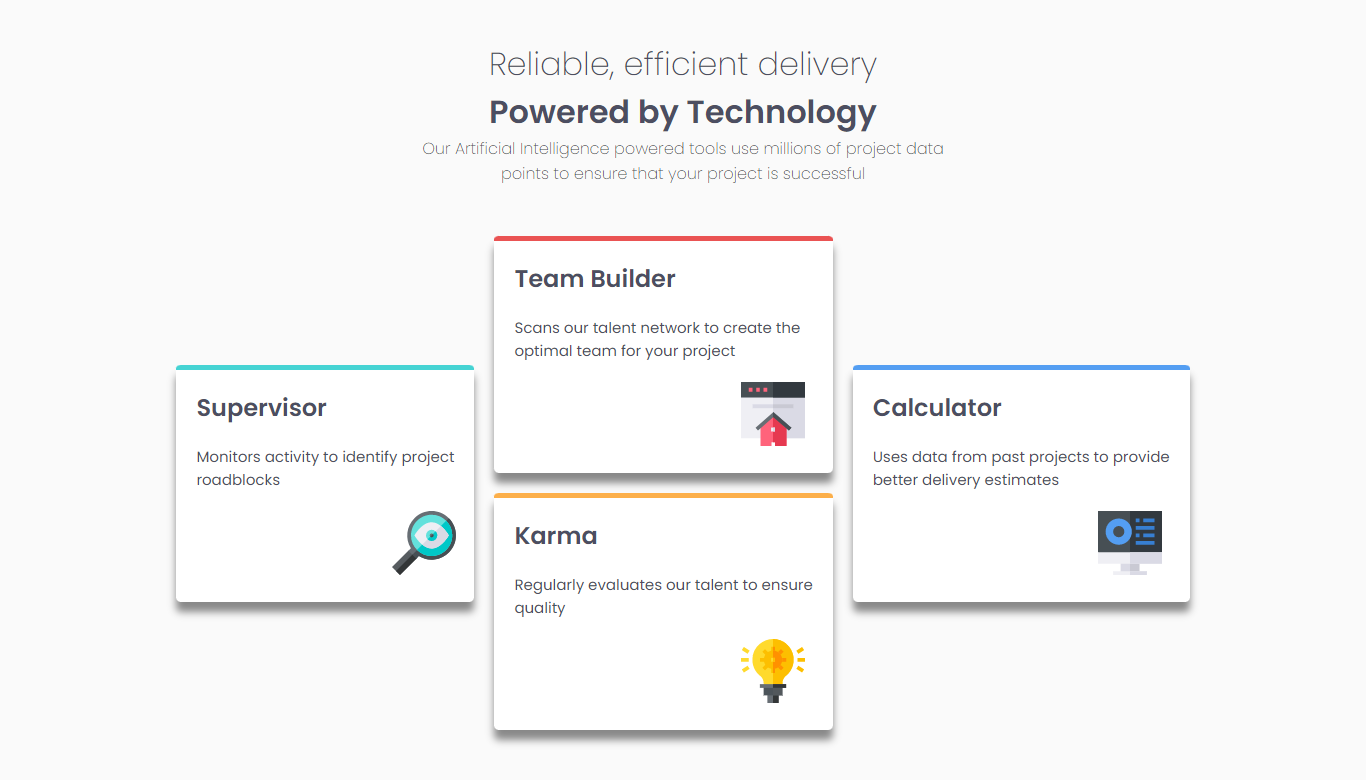 Reliable, efficient delivery
Powered by Technology
Our Artificial Intelligence powered tools use millions of project data
points to ensure that your project is successful
Supervisor
Monitors activity to identify project
roadblocks
Team Builder
Scans our talent network to create the
optimal team for your project
Karma
Regularly evaluates our talent to ensure
quality
Calculator
Uses data from past projects to provide
better delivery estimates